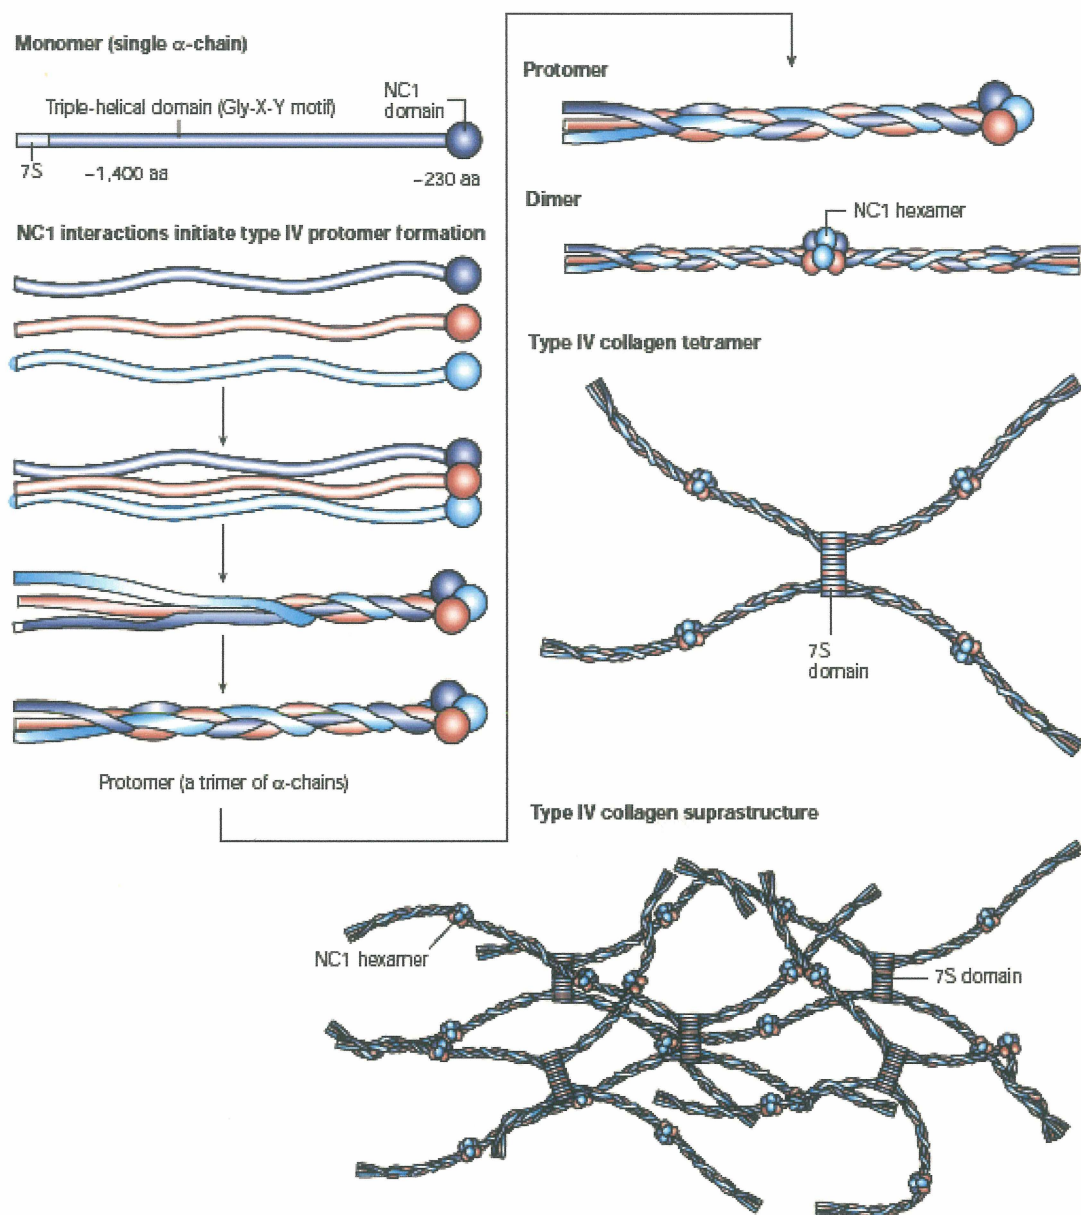 Monomer (single α-chain)
Triple-helical domain (Gly-X-Y motif)
NC1
domain
7S
~1,400 aa
~230 aa
NC1 interactions initiate type IV protomer formation
Protomer (a trimer of α-chains)
Protomer
Dimer
NC1 hexamer
Type IV collagen tetramer
7S
domain
Type IV collagen suprastructure
NC1 hexamer
7S domain